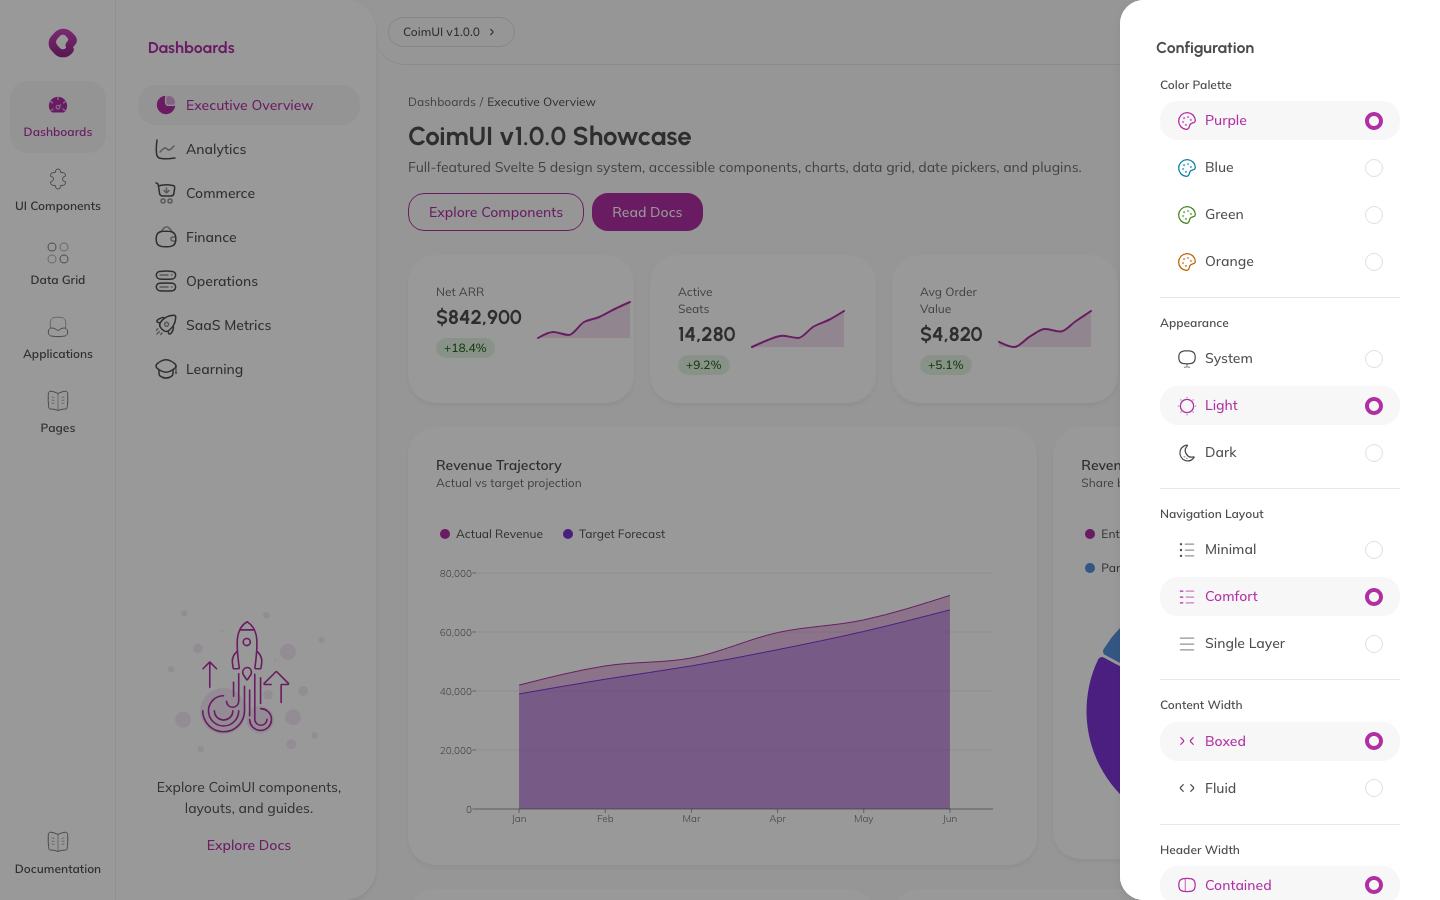 Dashboards
UI Components
Data Grid
Applications
Pages
Documentation
Dashboards
Executive Overview
Analytics
Commerce
Finance
Operations
SaaS Metrics
Learning
Explore CoimUI components,
layouts, and guides.
Explore Docs
CoimUI v1.0.0
Dashboards / Executive Overview
CoimUI v1.0.0 Showcase
Full-featured Svelte 5 design system, accessible components, charts, data grid, date pickers, and plugins.
Explore Components
Read Docs
Net ARR
$842,900
+18.4%
Active
Seats
14,280
+9.2%
Avg Order
Value
$4,820
+5.1%
Revenue Trajectory
Actual vs target projection
Actual Revenue
Target Forecast
80,000
60,000
40,000
20,000
0
Jan
Feb
Mar
Apr
May
Jun
Reven
Share b
Ent
Par
Configuration
Color Palette
Purple
Blue
Green
Orange
Appearance
System
Light
Dark
Navigation Layout
Minimal
Comfort
Single Layer
Content Width
Boxed
Fluid
Header Width
Contained